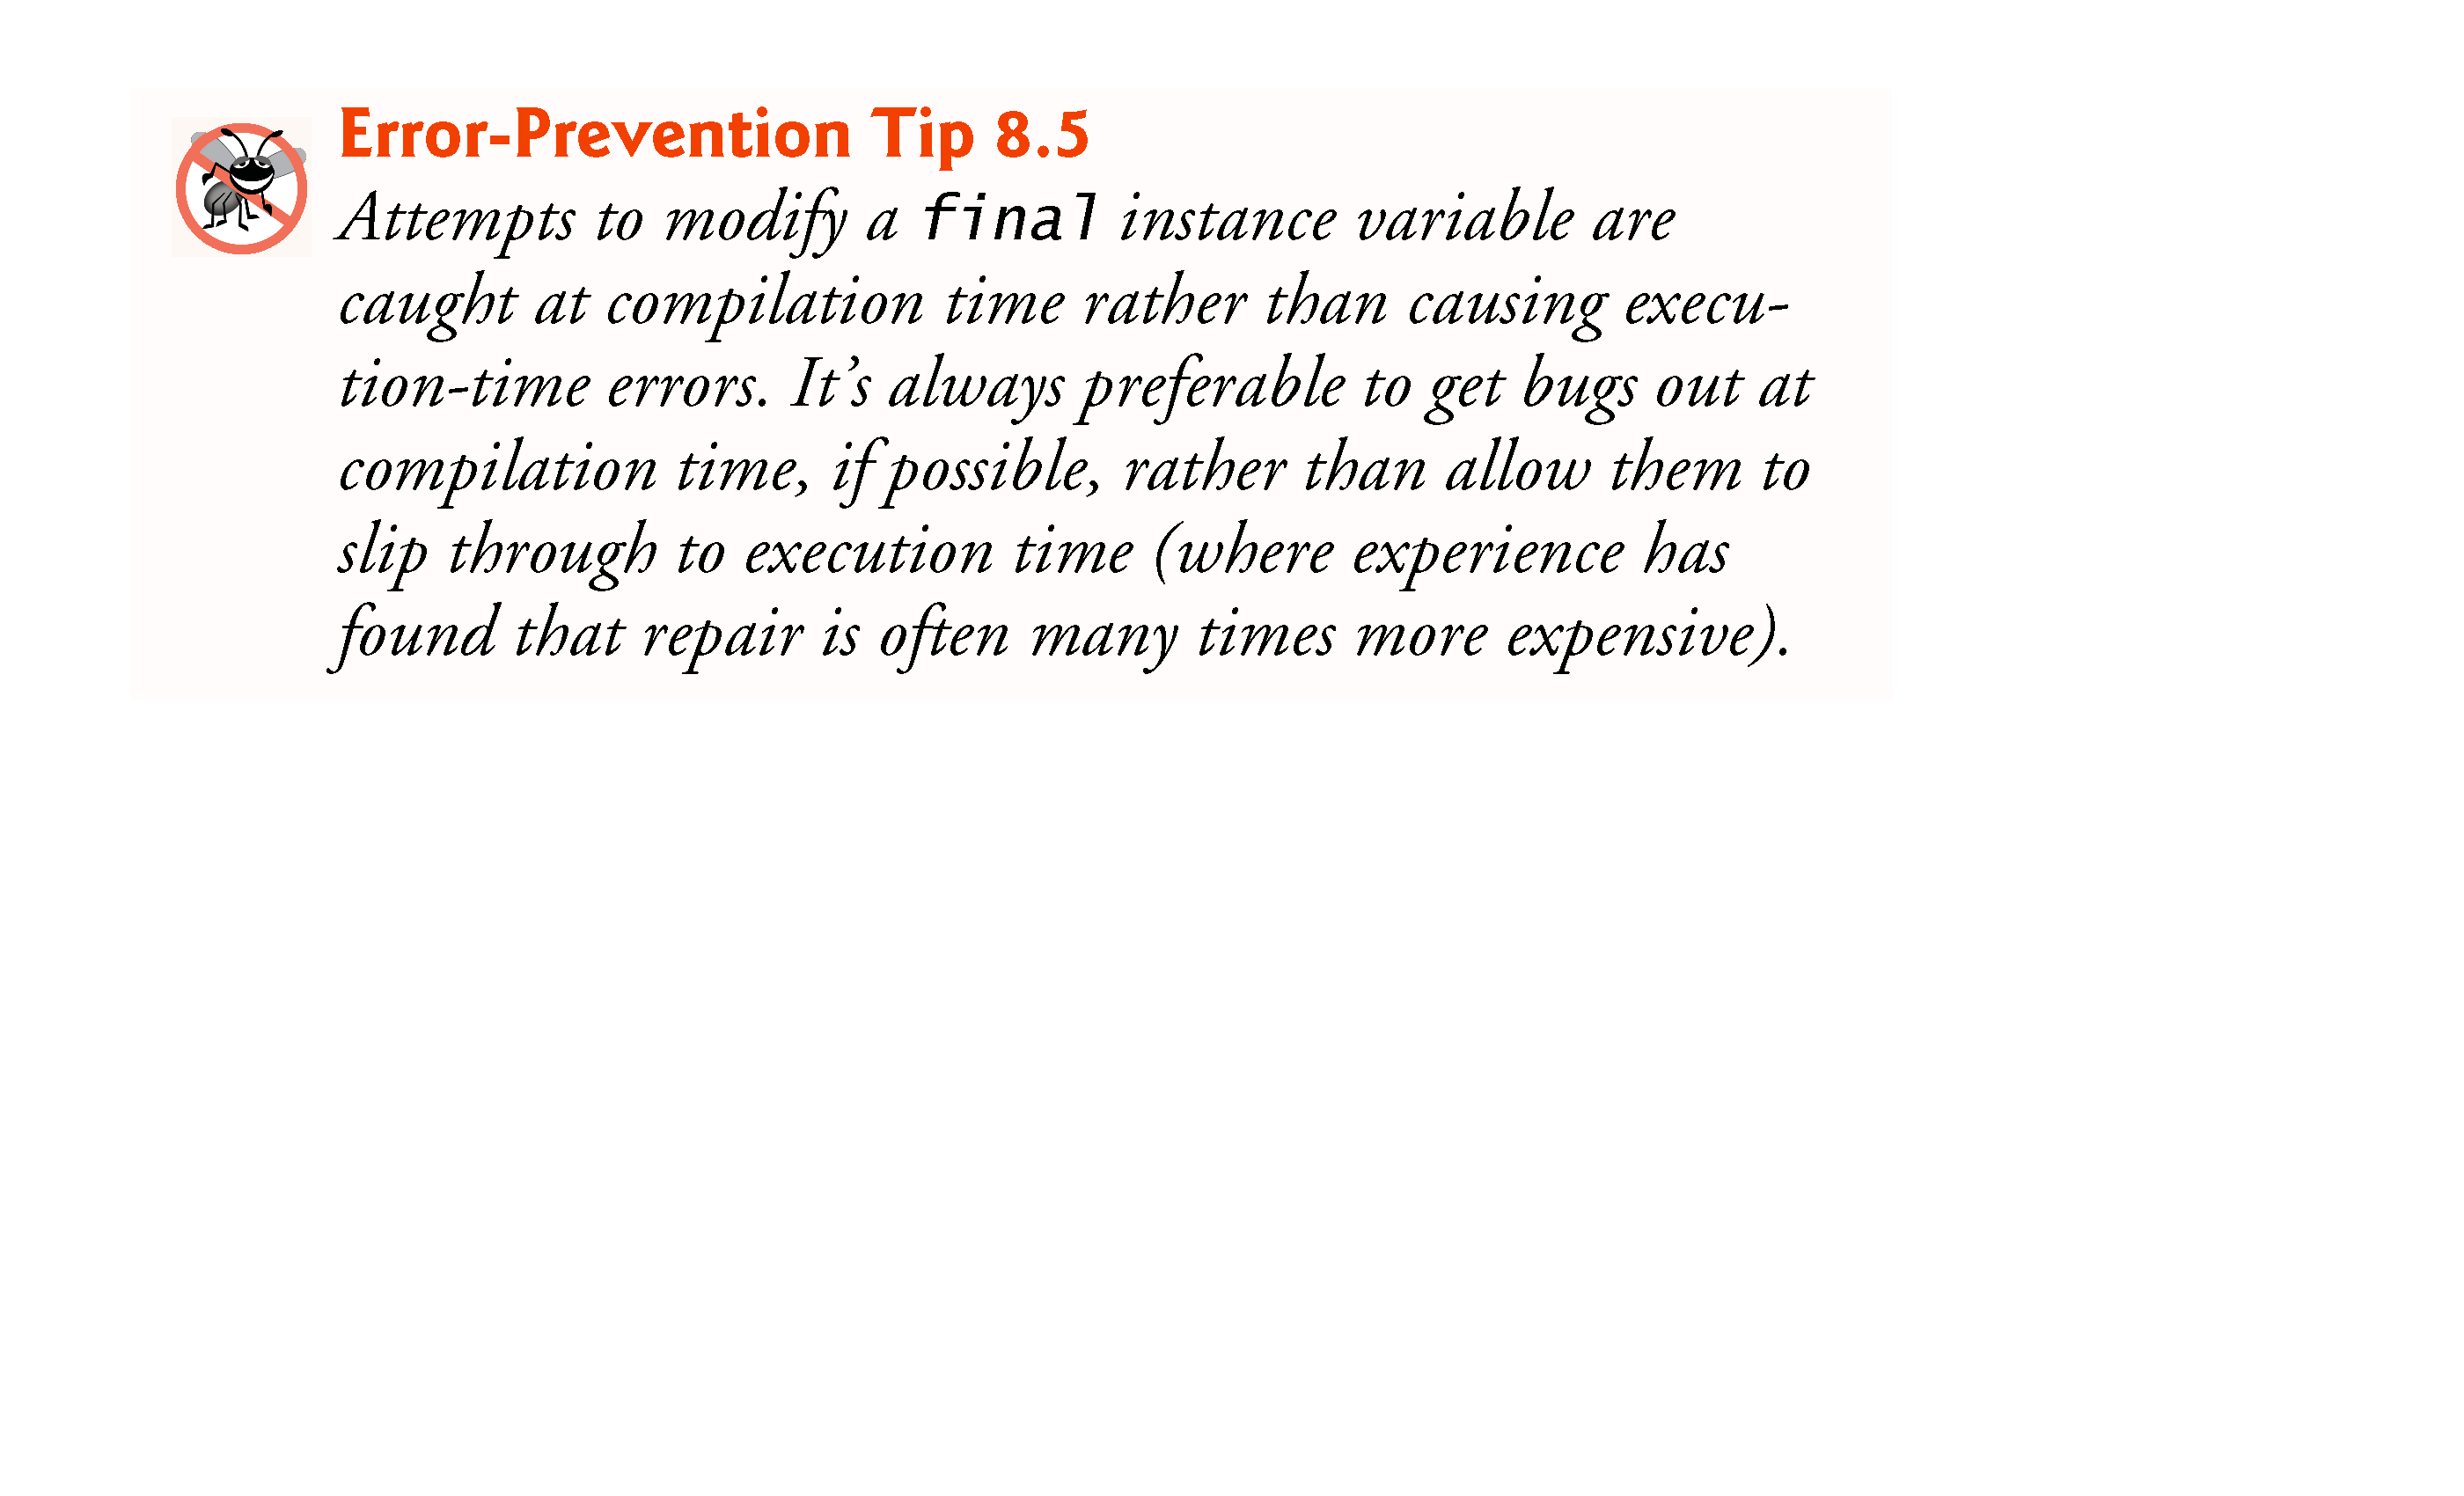 Error-Prevention Tip 8.5
Attempts to modify a final instance variable are
caught at compilation time rather than causing execu-
tion-time errors. It’s always preferable to get bugs out at
compilation time, if possible, rather than allow them to
slip through to execution time (where experience has
found that repair is often many times more expensive).